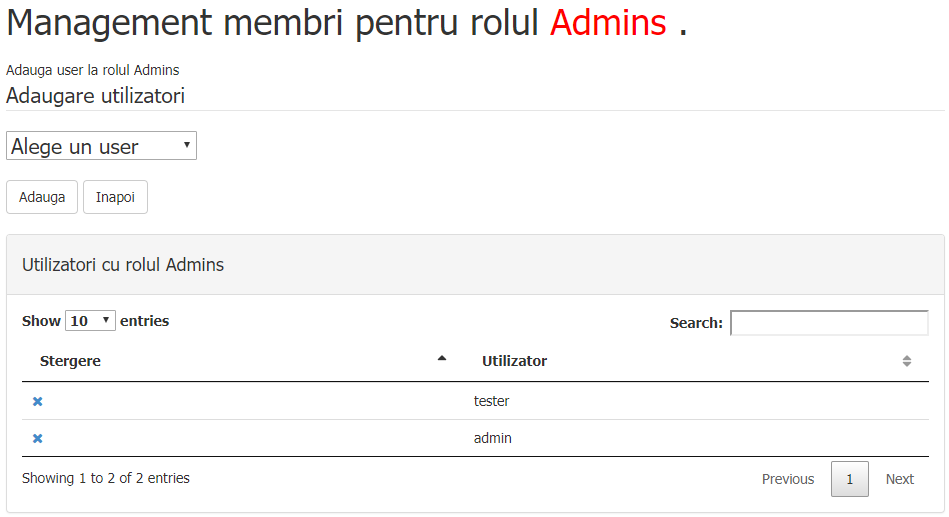 Management membri pentru rolul Admins .
Adauga user la rolul Admins
Adaugare utilizatori
Alege un user
Adauga Inapoi
Utilizatori cu rolul Admins
Show 10 entries Search:
Stergere Utilizator
tester
admin
Showing 1 to 2 of 2 entries Previous 1 Next